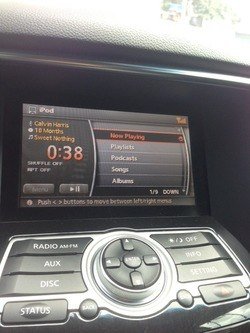 iPod
Calvin Harris
18 Months
Sweet Nothing
0:38
SHUFFLE OFF
RPT OFF
Menu
Now Playing
Playlists
Podcasts
Songs
Albums
1/9 DOWN
Push < > buttons to move between left/right menus
RADIO AM·FM
AUX
DISC
STATUS
ENTER
OFF
INFO
SETTING